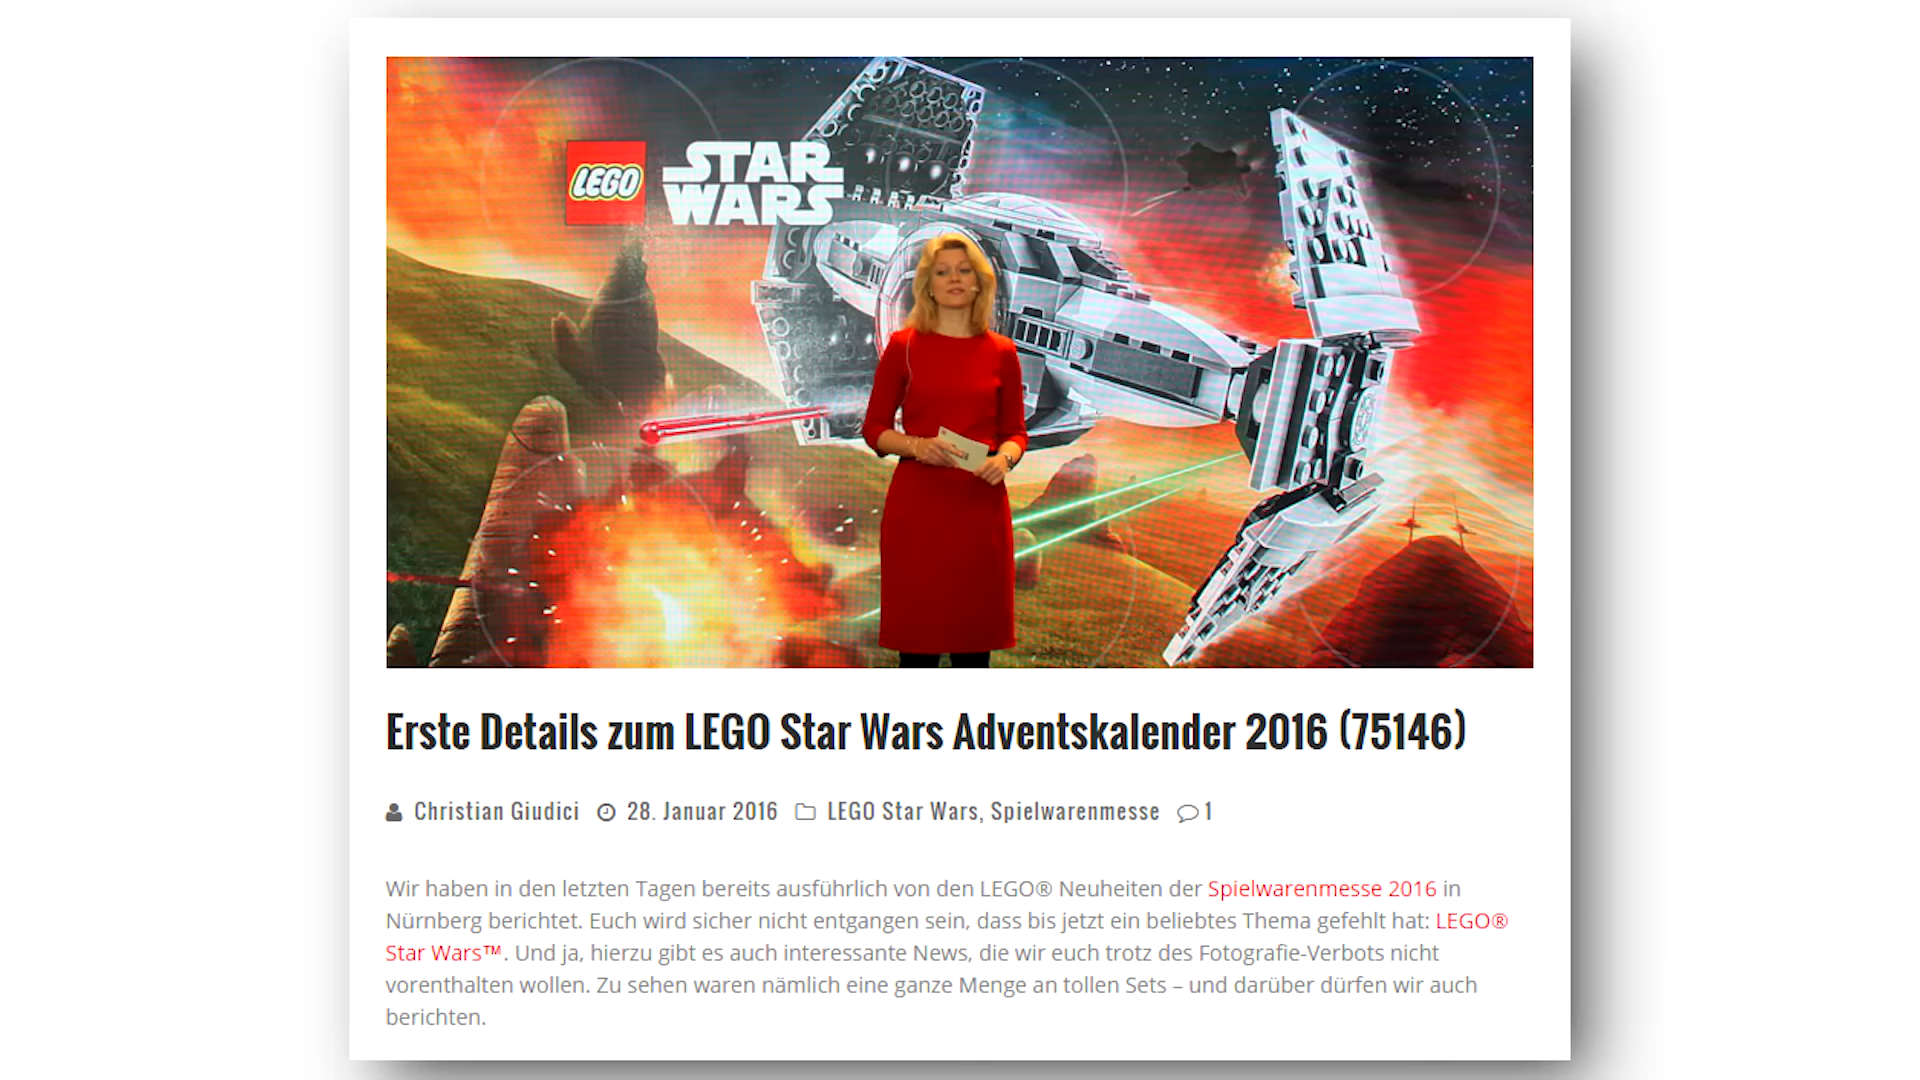 LEGO
STAR
WARS
Erste Details zum LEGO Star Wars Adventskalender 2016 (75146)
Christian Giudici 28. Januar 2016 LEGO Star Wars, Spielwarenmesse 1
Wir haben in den letzten Tagen bereits ausführlich von den LEGO® Neuheiten der Spielwarenmesse 2016 in
Nürnberg berichtet. Euch wird sicher nicht entgangen sein, dass bis jetzt ein beliebtes Thema gefehlt hat: LEGO®
Star Wars™. Und ja, hierzu gibt es auch interessante News, die wir euch trotz des Fotografie-Verbots nicht
vorenthalten wollen. Zu sehen waren nämlich eine ganze Menge an tollen Sets – und darüber dürfen wir auch
berichten.